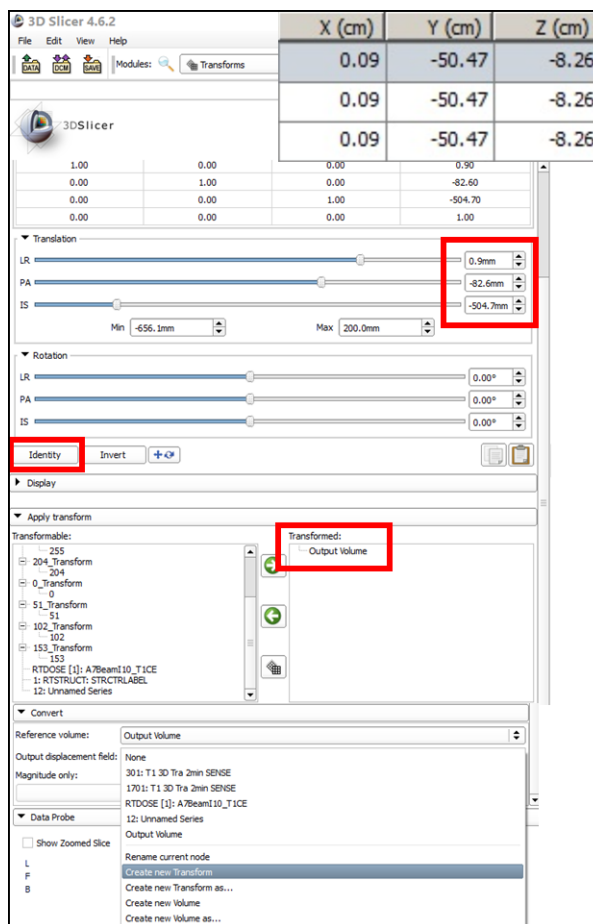 3D Slicer 4.6.2
File Edit View Help
DATA DCM SAVE Modules: Transforms
X (cm) Y (cm) Z (cm)
0.09 -50.47 -8.26
0.09 -50.47 -8.26
0.09 -50.47 -8.26
3DSlicer
1.00 0.00 0.00 0.90
0.00 1.00 0.00 -82.60
0.00 0.00 1.00 -504.70
0.00 0.00 0.00 1.00
Translation
LR 0.9mm
PA -82.6mm
IS -504.7mm
Min -656.1mm Max 200.0mm
Rotation
LR 0.00°
PA 0.00°
IS 0.00°
Identity Invert
Display
Apply transform
Transformable: Transformed:
255 Output Volume
204_Transform
204
0_Transform
0
51_Transform
51
102_Transform
102
153_Transform
153
RTDOSE [1]: A7BeamI10_T1CE
1: RTSTRUCT: STRCTRLABEL
12: Unnamed Series
Convert
Reference volume: Output Volume
Output displacement field: None
Magnitude only: 301: T1 3D Tra 2min SENSE
1701: T1 3D Tra 2min SENSE
RTDOSE [1]: A7BeamI10_T1CE
12: Unnamed Series
Output Volume
Data Probe
Show Zoomed Slice
L
F
B
Rename current node
Create new Transform
Create new Transform as...
Create new Volume
Create new Volume as...